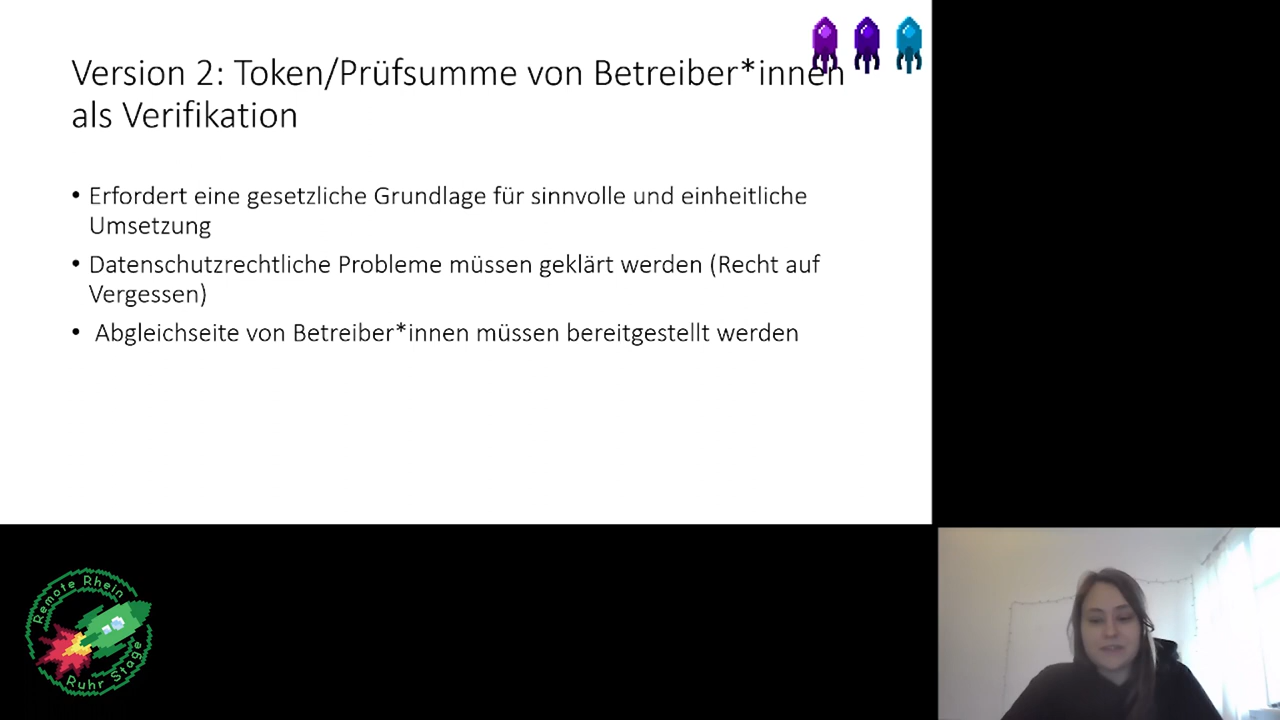 Version 2: Token/Prüfsumme von Betreiber*innen
als Verifikation
• Erfordert eine gesetzliche Grundlage für sinnvolle und einheitliche
Umsetzung
• Datenschutzrechtliche Probleme müssen geklärt werden (Recht auf
Vergessen)
• Abgleichseite von Betreiber*innen müssen bereitgestellt werden
Remote Rhein
Ruhr Stage